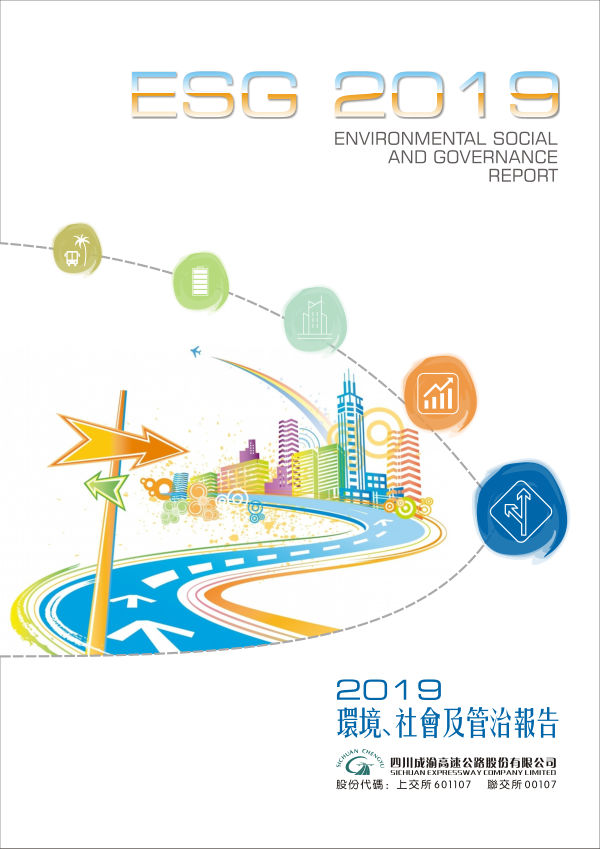 ESG 2019
ENVIRONMENTAL SOCIAL
AND GOVERNANCE
REPORT
2019
環境、社會及管治報告
SICHUAN CHENGYU
四川成渝高速公路股份有限公司
SICHUAN EXPRESSWAY COMPANY LIMITED
股份代碼：上交所 601107 聯交所 00107